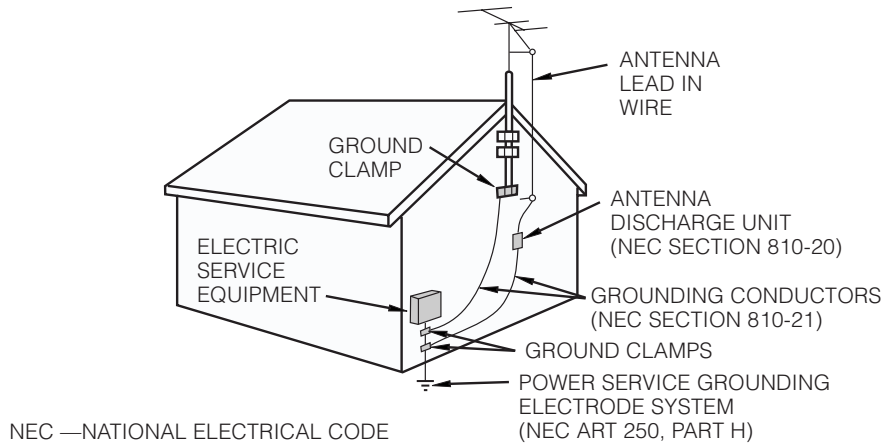 ANTENNA
LEAD IN
WIRE
GROUND
CLAMP
ANTENNA
DISCHARGE UNIT
(NEC SECTION 810-20)
ELECTRIC
SERVICE
EQUIPMENT
GROUNDING CONDUCTORS
(NEC SECTION 810-21)
GROUND CLAMPS
POWER SERVICE GROUNDING
ELECTRODE SYSTEM
(NEC ART 250, PART H)
NEC —NATIONAL ELECTRICAL CODE